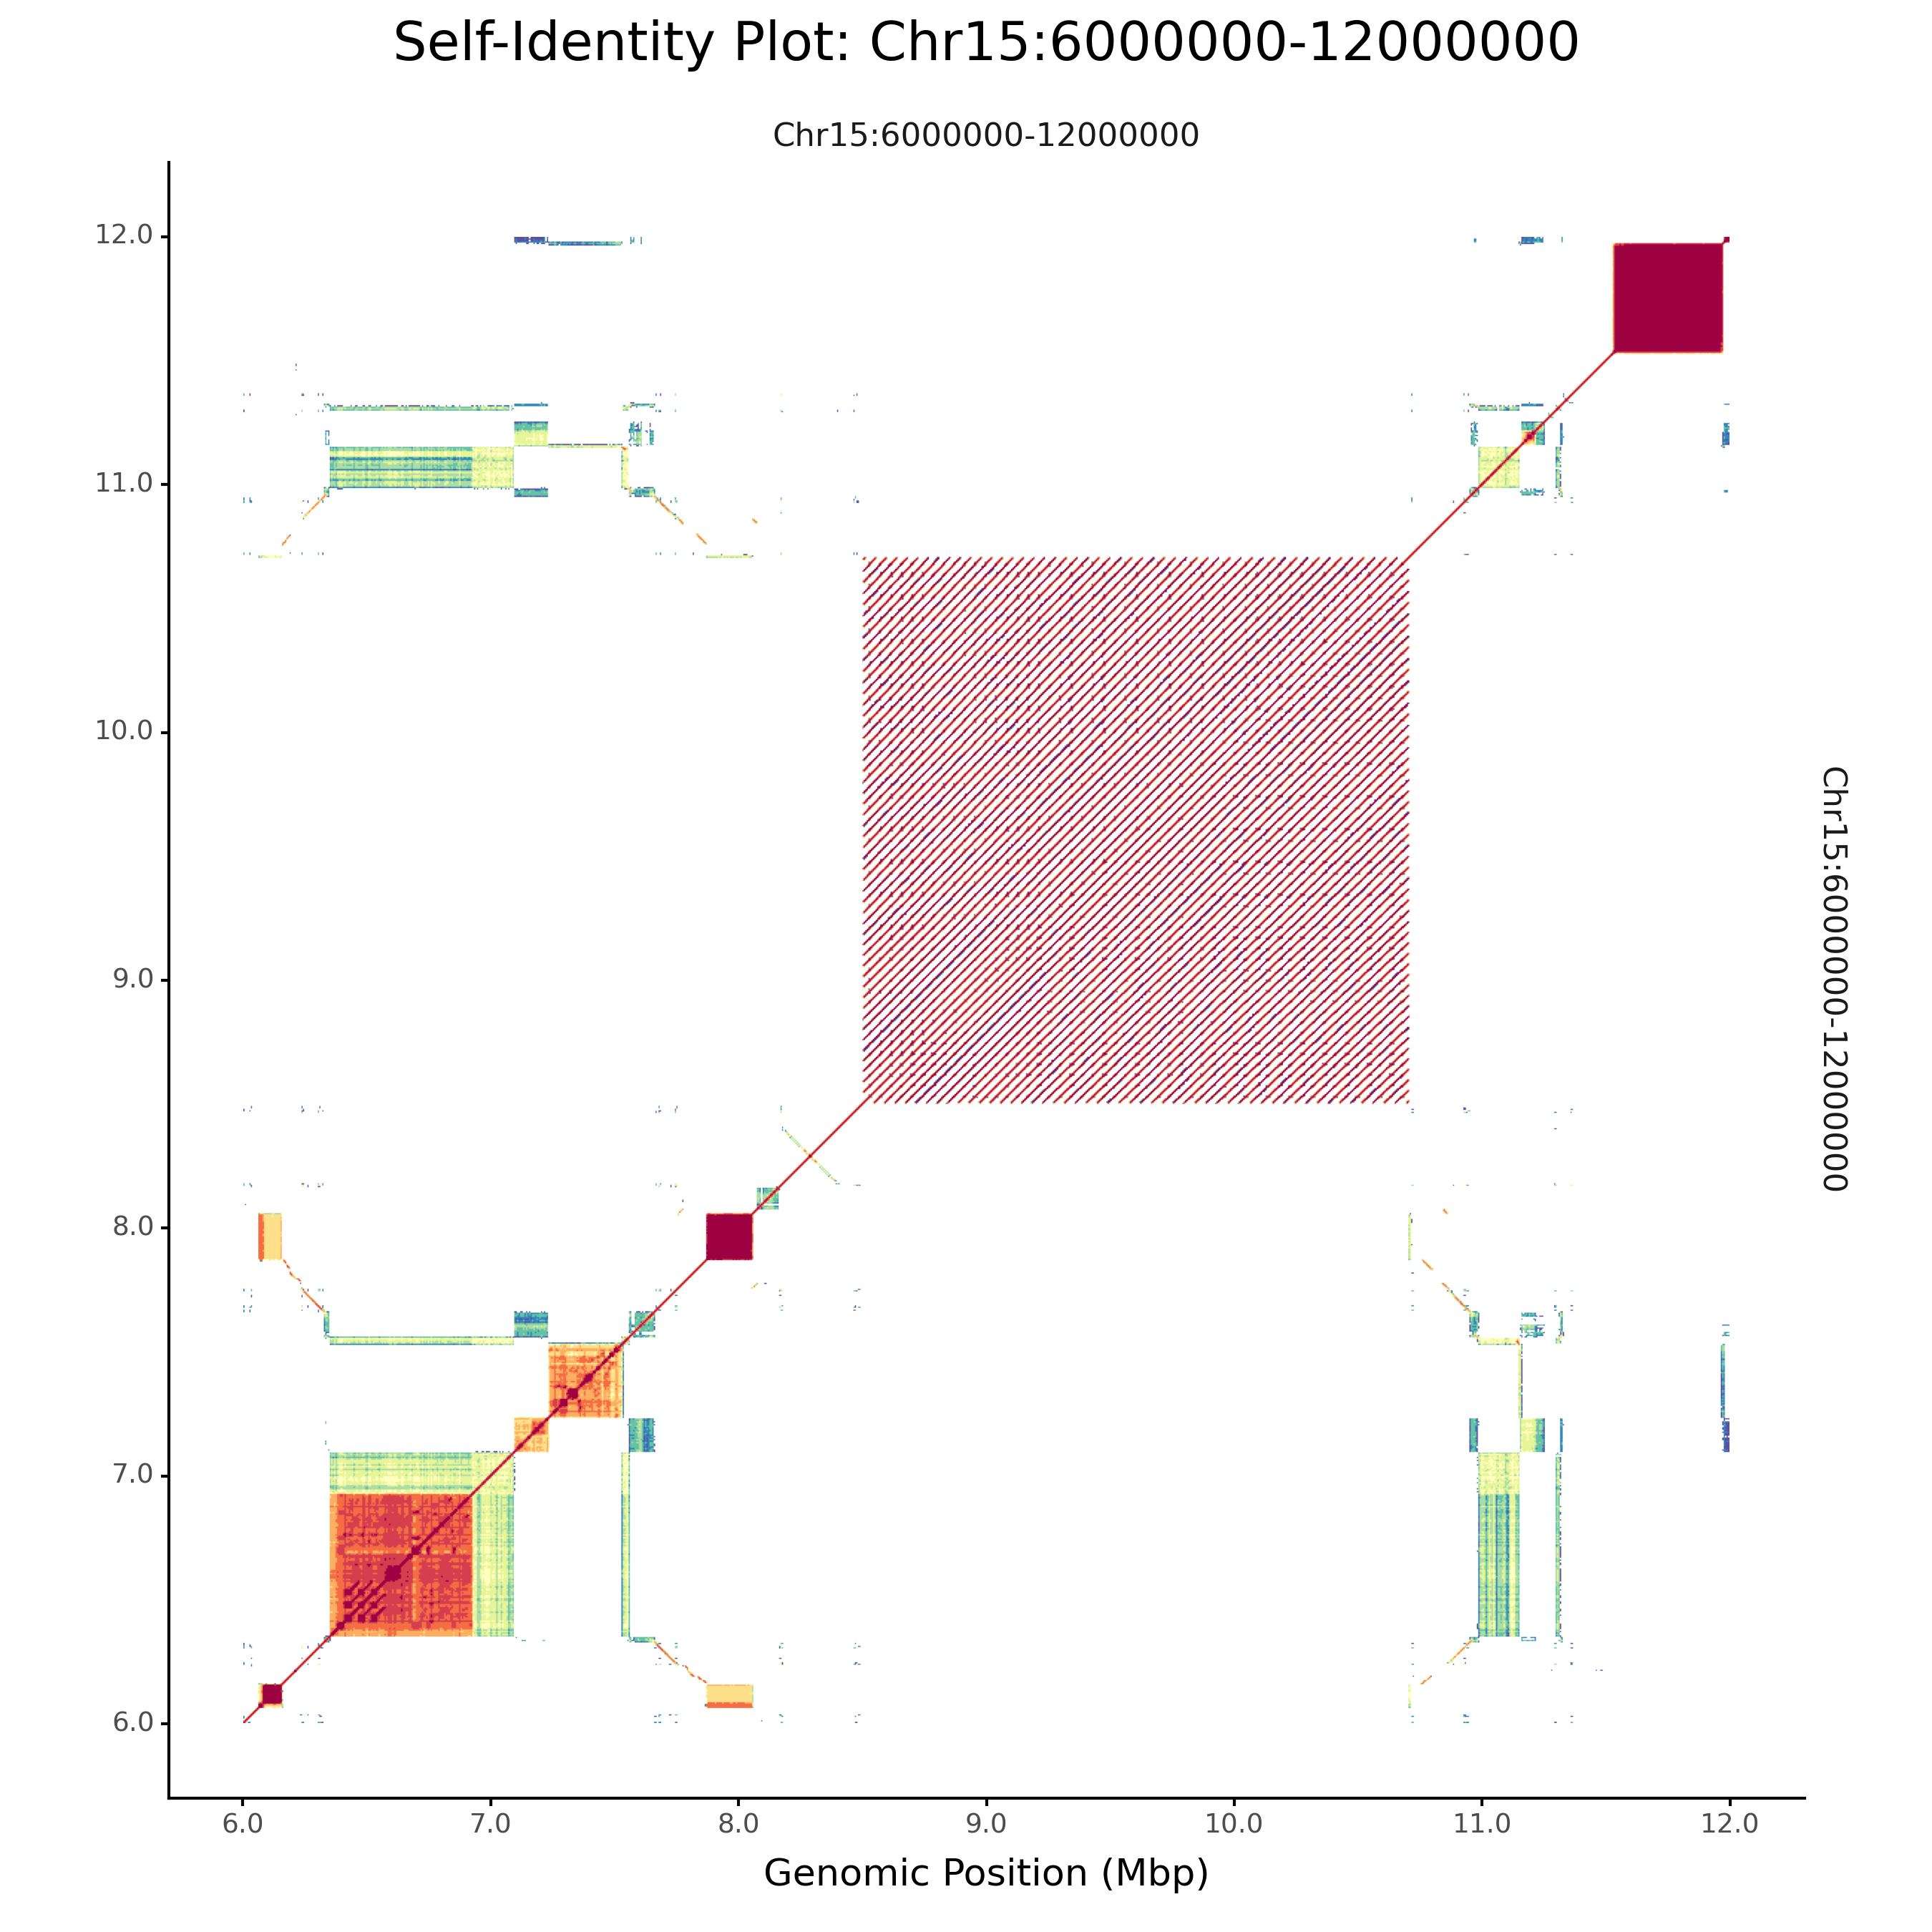 Self-Identity Plot: Chr15:6000000-12000000
Chr15:6000000-12000000
12.0
11.0
10.0
9.0
8.0
7.0
6.0
Chr15:6000000-12000000
6.0 7.0 8.0 9.0 10.0 11.0 12.0
Genomic Position (Mbp)